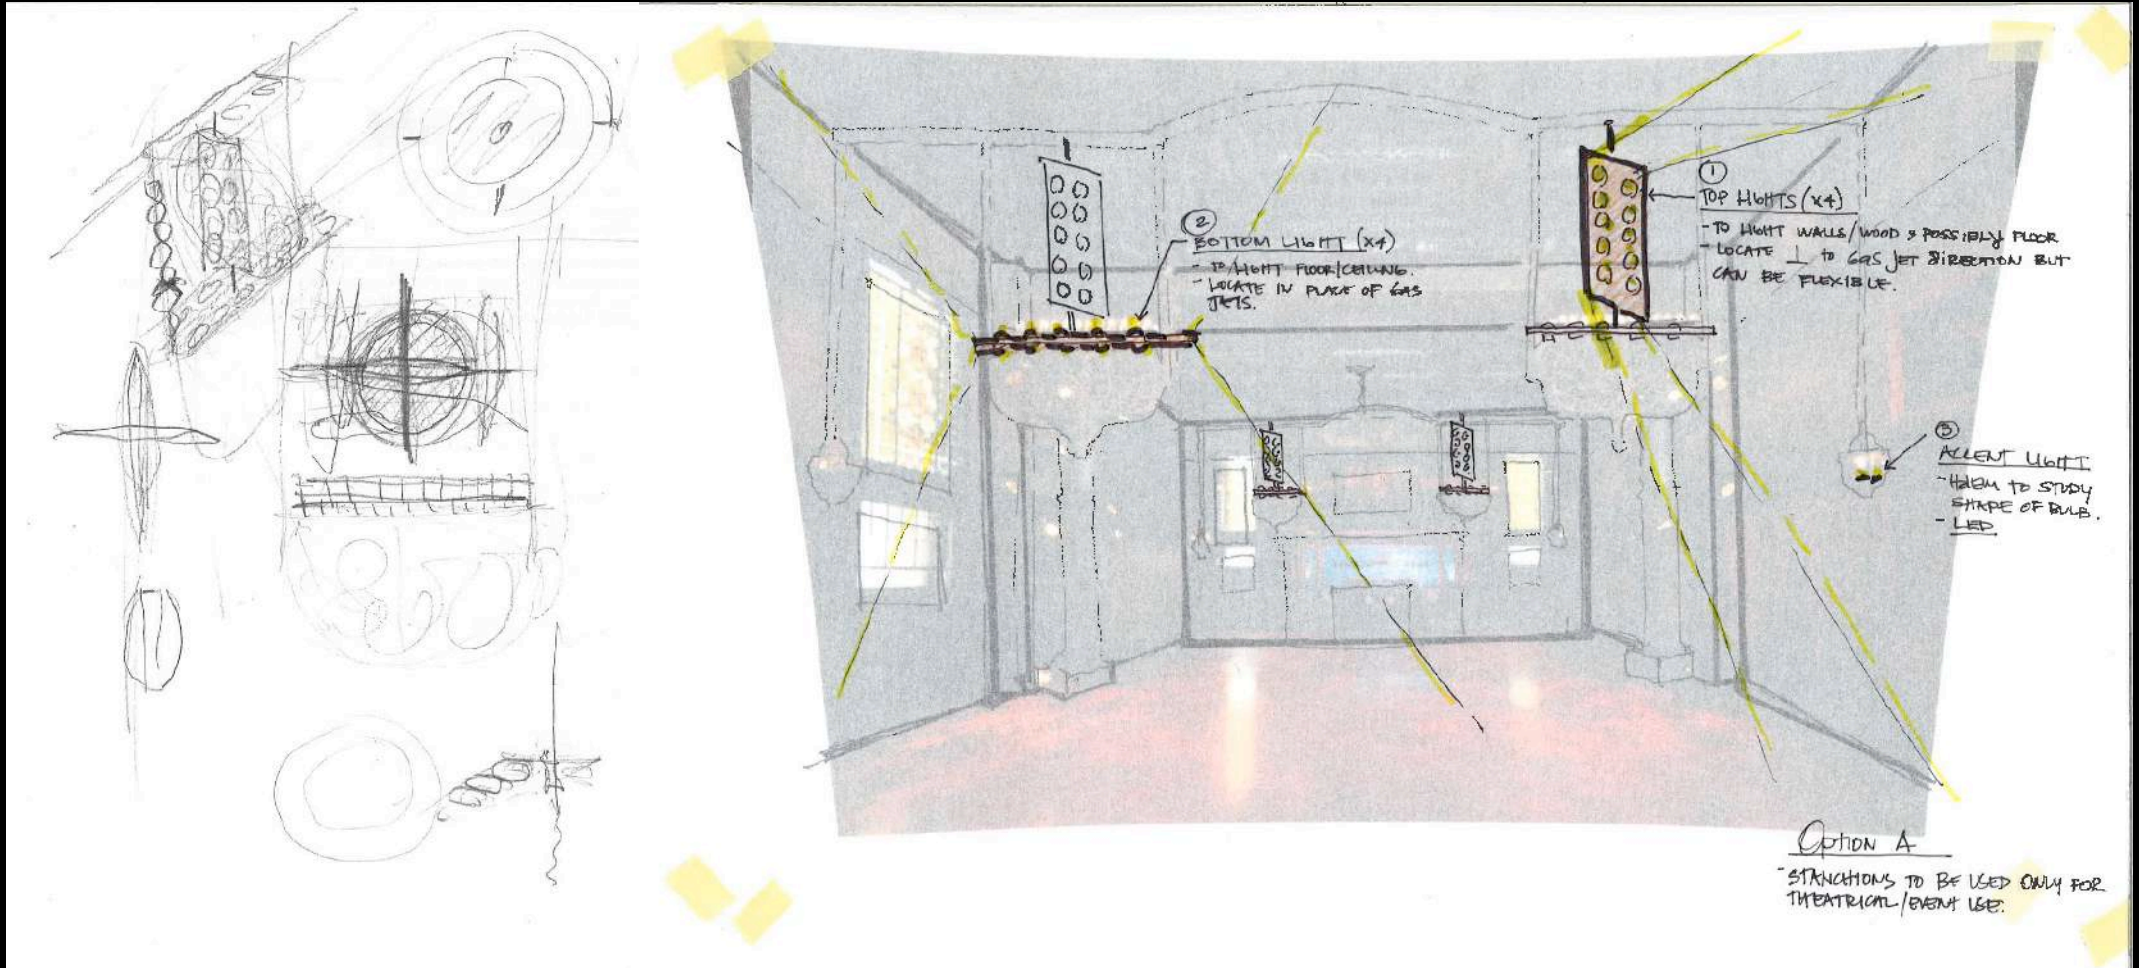 ①
TOP LIGHTS (x4)
- TO LIGHT WALLS/WOOD & POSSIBLY FLOOR
- LOCATE ⊥ TO GAS JET DIRECTION BUT
CAN BE FLEXIBLE.
②
BOTTOM LIGHT (x4)
- TO LIGHT FLOOR/CEILING.
- LOCATE IN PLACE OF GAS
JETS.
③
ACCENT LIGHT
- TO STUDY
SHAPE OF BULB.
- LED
OPTION A
- STANCHIONS TO BE USED ONLY FOR
THEATRICAL/EVENT USE.